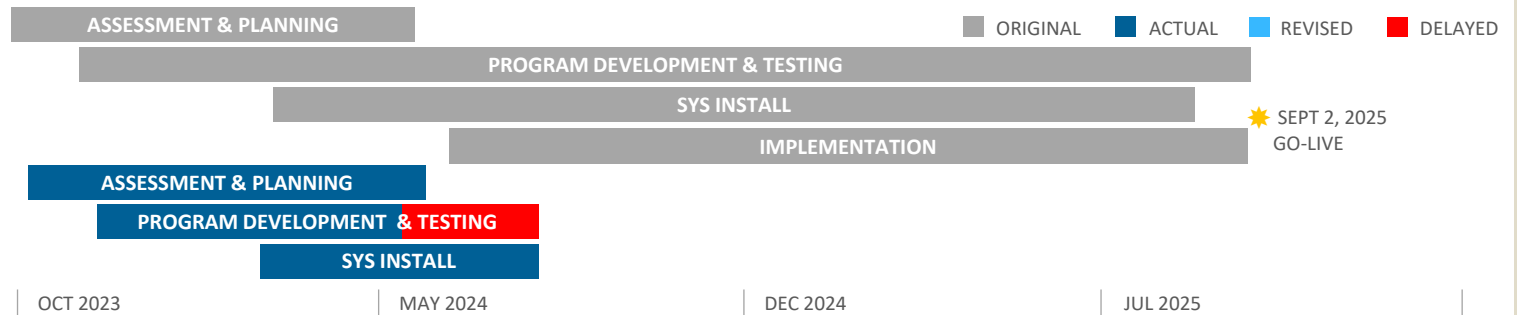 ASSESSMENT & PLANNING
ORIGINAL
ACTUAL
REVISED
DELAYED
PROGRAM DEVELOPMENT & TESTING
SYS INSTALL
SEPT 2, 2025
GO-LIVE
IMPLEMENTATION
ASSESSMENT & PLANNING
PROGRAM DEVELOPMENT & TESTING
SYS INSTALL
OCT 2023
MAY 2024
DEC 2024
JUL 2025